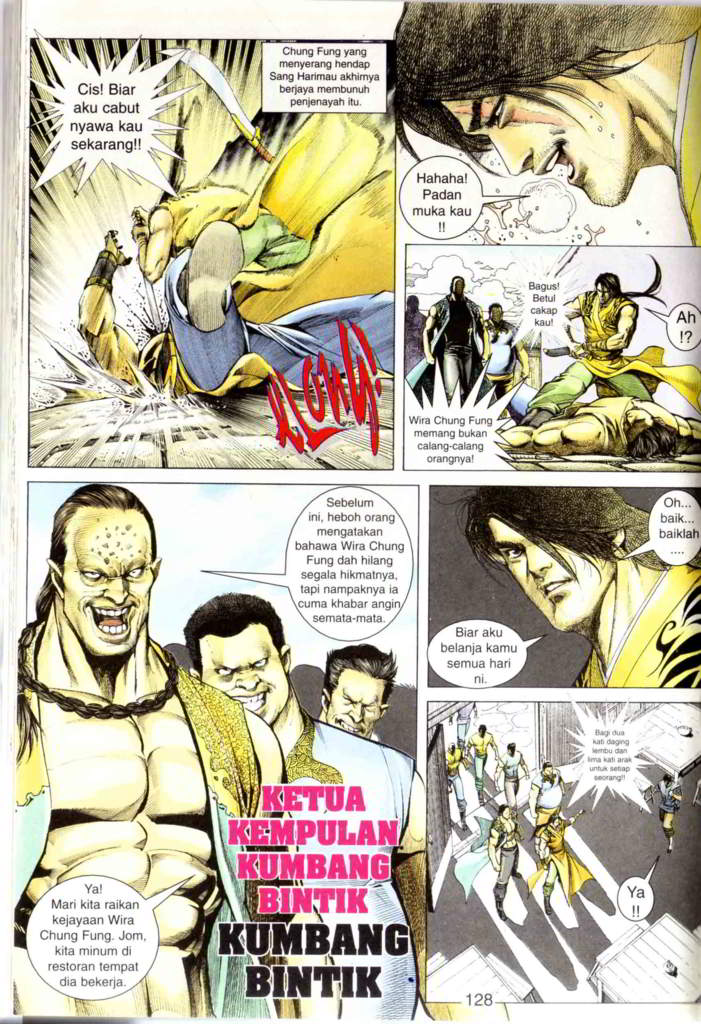 Cis! Biar
aku cabut
nyawa kau
sekarang!!
Chung Fung yang
menyerang hendap
Sang Harimau akhirnya
berjaya membunuh
penjenayah itu.
Hahaha!
Padan
muka kau
!!
Bagus!
Betul
cakap
kau!
Ah
!?
Wira Chung Fung
memang bukan
calang-calang
orangnya!
Sebelum
ini, heboh orang
mengatakan
bahawa Wira Chung
Fung dah hilang
segala hikmatnya,
tapi nampaknya ia
cuma khabar angin
semata-mata.
KETUA
KEMPULAN
KUMBANG
BINTIK
KUMBANG
BINTIK
Ya!
Mari kita raikan
kejayaan Wira
Chung Fung. Jom,
kita minum di
restoran tempat
dia bekerja.
Oh...
baik...
baiklah
....
Biar aku
belanja kamu
semua hari
ni.
Bagi dua
kati daging
lembu dan
lima kati arak
untuk setiap
seorang!!
Ya
!!
128